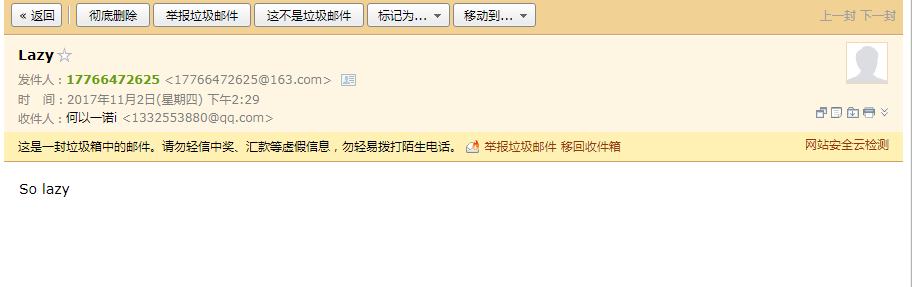 « 返回 彻底删除 举报垃圾邮件 这不是垃圾邮件 标记为... 移动到... 上一封 下一封
Lazy
发件人：17766472625 <17766472625@163.com>
时　间：2017年11月2日(星期四) 下午2:29
收件人：何以一诺i <1332553880@qq.com>
这是一封垃圾箱中的邮件。请勿轻信中奖、汇款等虚假信息，勿轻易拨打陌生电话。 举报垃圾邮件 移回收件箱 网站安全云检测
So lazy